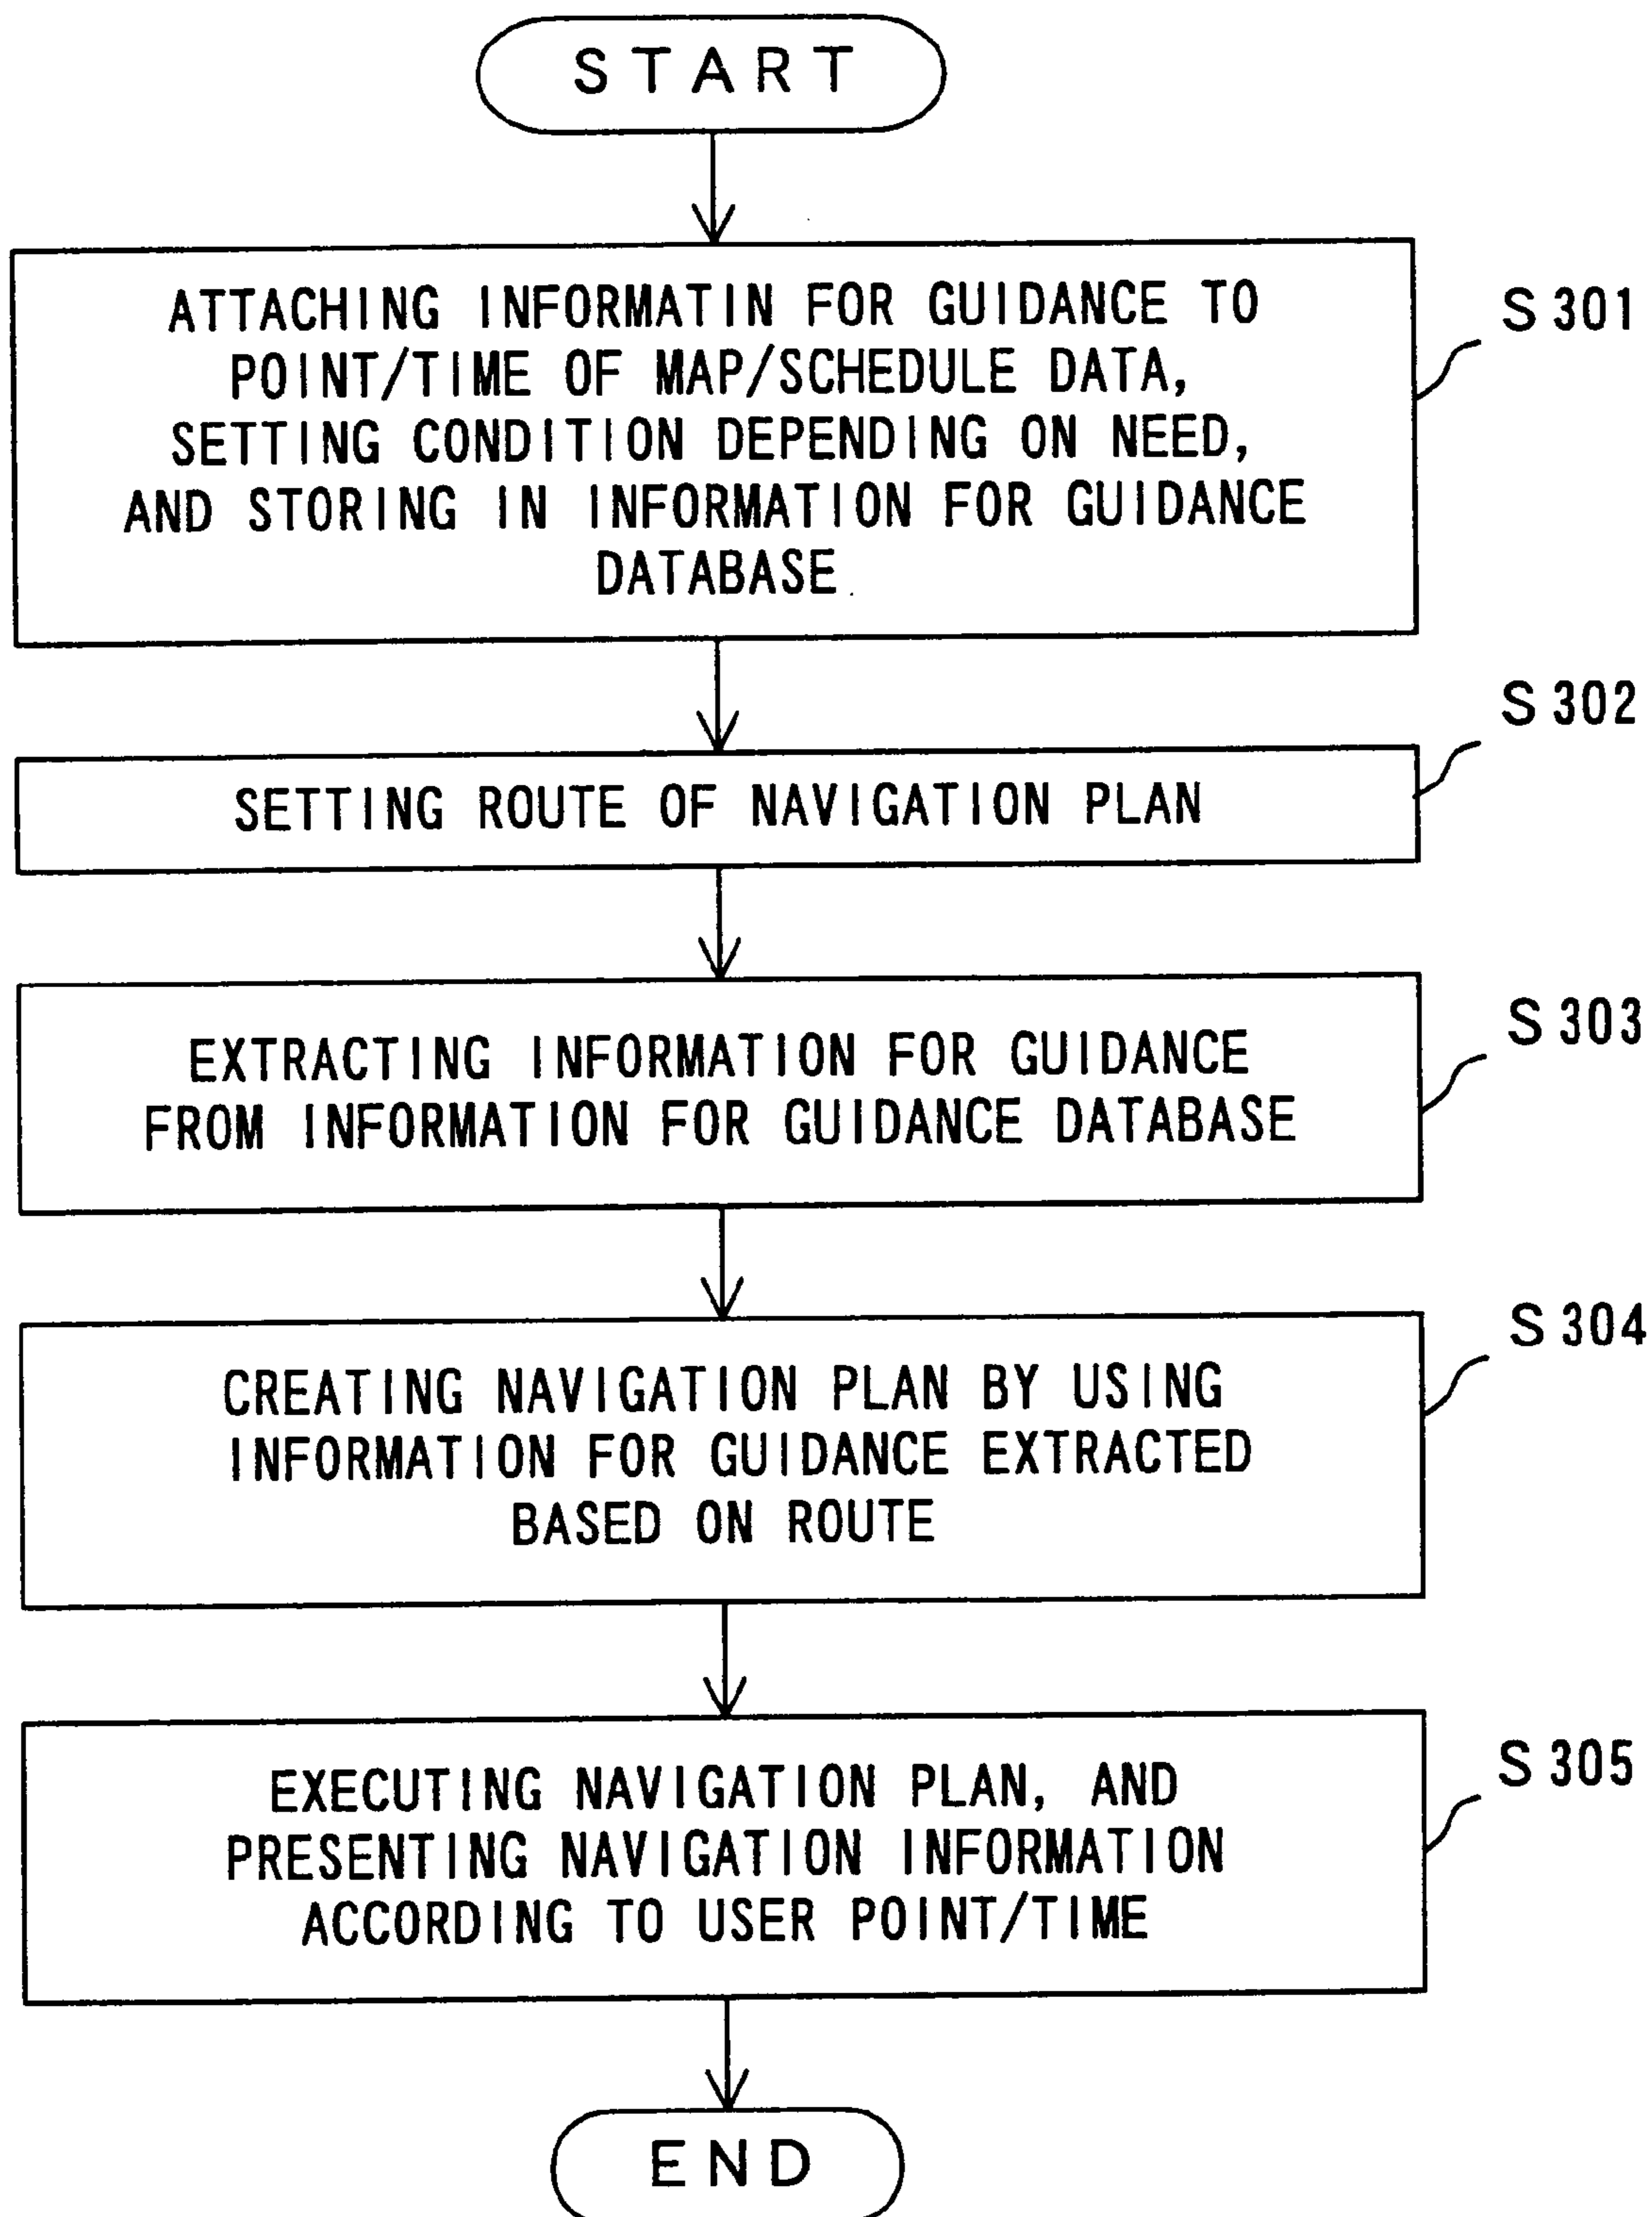 START
ATTACHING INFORMATIN FOR GUIDANCE TO
POINT/TIME OF MAP/SCHEDULE DATA,
SETTING CONDITION DEPENDING ON NEED,
AND STORING IN INFORMATION FOR GUIDANCE
DATABASE
S301
SETTING ROUTE OF NAVIGATION PLAN
S302
EXTRACTING INFORMATION FOR GUIDANCE
FROM INFORMATION FOR GUIDANCE DATABASE
S303
CREATING NAVIGATION PLAN BY USING
INFORMATION FOR GUIDANCE EXTRACTED
BASED ON ROUTE
S304
EXECUTING NAVIGATION PLAN, AND
PRESENTING NAVIGATION INFORMATION
ACCORDING TO USER POINT/TIME
S305
END